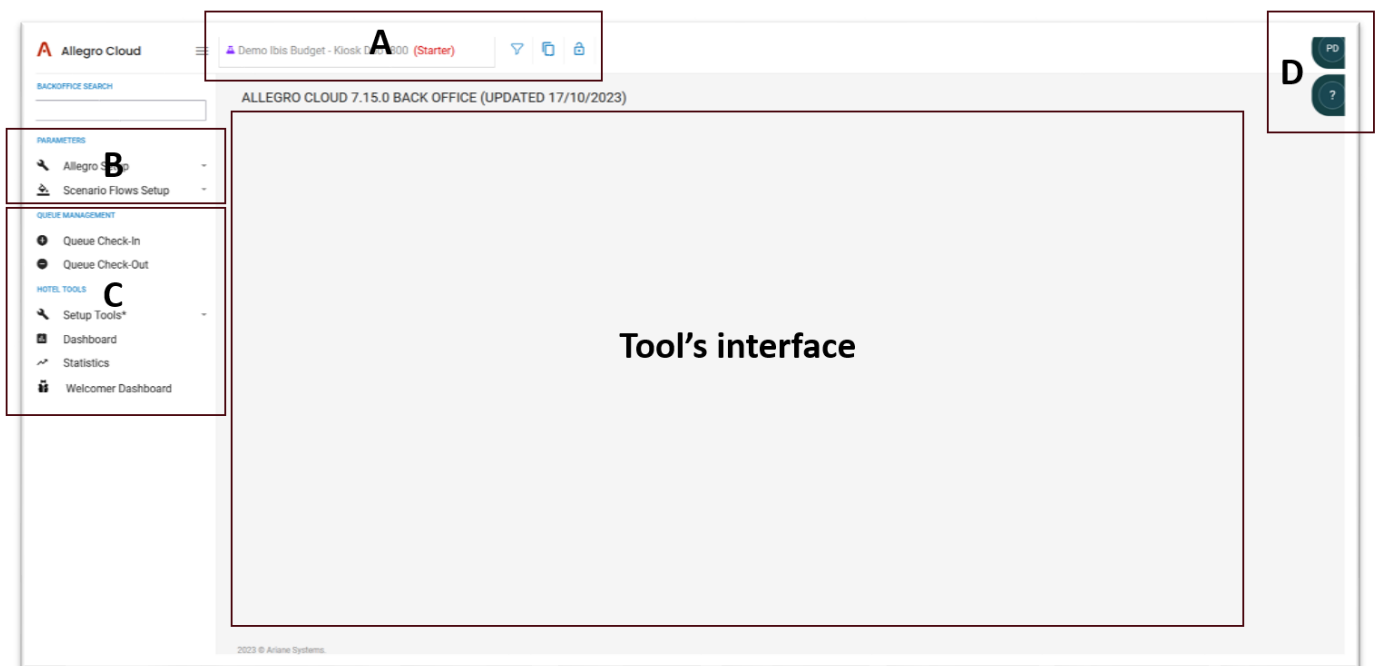 A
Allegro Cloud
Demo Ibis Budget - Kiosk 800 (Starter)
D
PD
?
BACKOFFICE SEARCH
ALLEGRO CLOUD 7.15.0 BACK OFFICE (UPDATED 17/10/2023)
PARAMETERS
B
Allegro Setup
Scenario Flows Setup
QUEUE MANAGEMENT
Queue Check-In
Queue Check-Out
HOTEL TOOLS
C
Setup Tools*
Dashboard
Statistics
Welcomer Dashboard
Tool's interface
2023 © Ariane Systems.